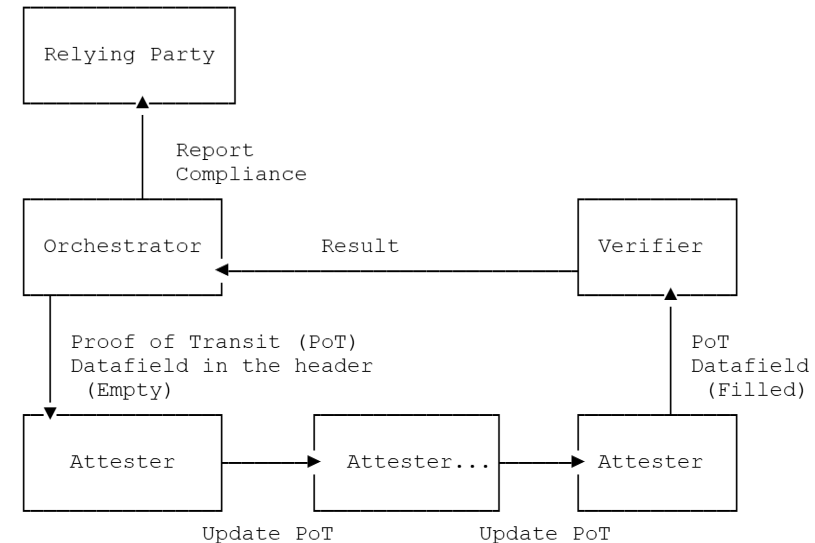 Relying Party
Report
Compliance
Orchestrator
Result
Verifier
Proof of Transit (PoT)
Datafield in the header
(Empty)
PoT
Datafield
(Filled)
Attester
Attester...
Attester
Update PoT
Update PoT